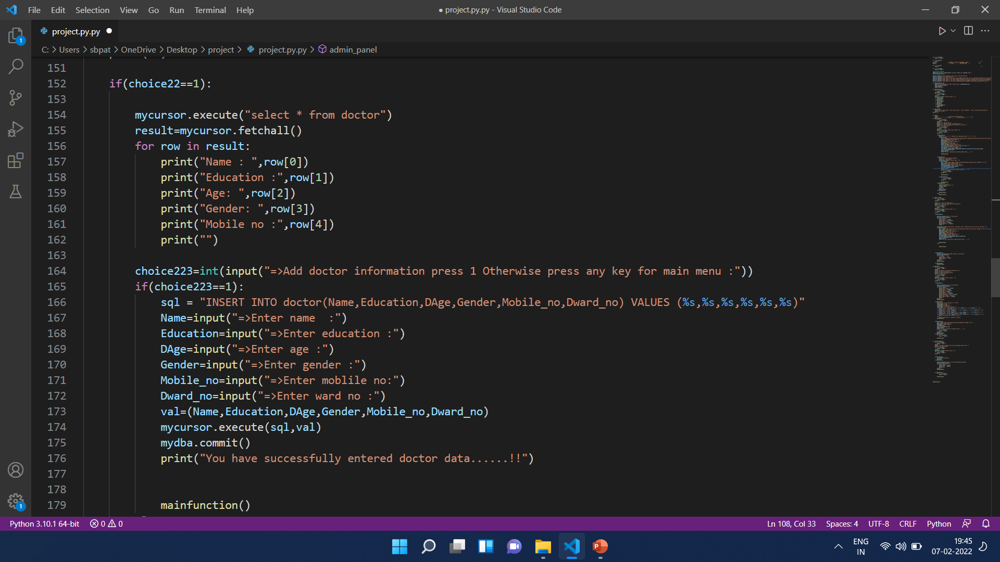 File Edit Selection View Go Run Terminal Help
● project.py.py - Visual Studio Code
project.py.py ●
C: > Users > sbpat > OneDrive > Desktop > project > project.py.py > admin_panel
151
152 if(choice22==1):
153
154 mycursor.execute("select * from doctor")
155 result=mycursor.fetchall()
156 for row in result:
157 print("Name : ",row[0])
158 print("Education :",row[1])
159 print("Age: ",row[2])
160 print("Gender: ",row[3])
161 print("Mobile no :",row[4])
162 print("")
163
164 choice223=int(input("=>Add doctor information press 1 Otherwise press any key for main menu :"))
165 if(choice223==1):
166 sql = "INSERT INTO doctor(Name,Education,DAge,Gender,Mobile_no,Dward_no) VALUES (%s,%s,%s,%s,%s,%s)"
167 Name=input("=>Enter name  :")
168 Education=input("=>Enter education :")
169 DAge=input("=>Enter age :")
170 Gender=input("=>Enter gender :")
171 Mobile_no=input("=>Enter moblile no:")
172 Dward_no=input("=>Enter ward no :")
173 val=(Name,Education,DAge,Gender,Mobile_no,Dward_no)
174 mycursor.execute(sql,val)
175 mydba.commit()
176 print("You have successfully entered doctor data......!!")
177
178
179 mainfunction()
1
1
Python 3.10.1 64-bit 0 0 Ln 108, Col 33 Spaces: 4 UTF-8 CRLF Python
P
ENG
IN
19:45
07-02-2022